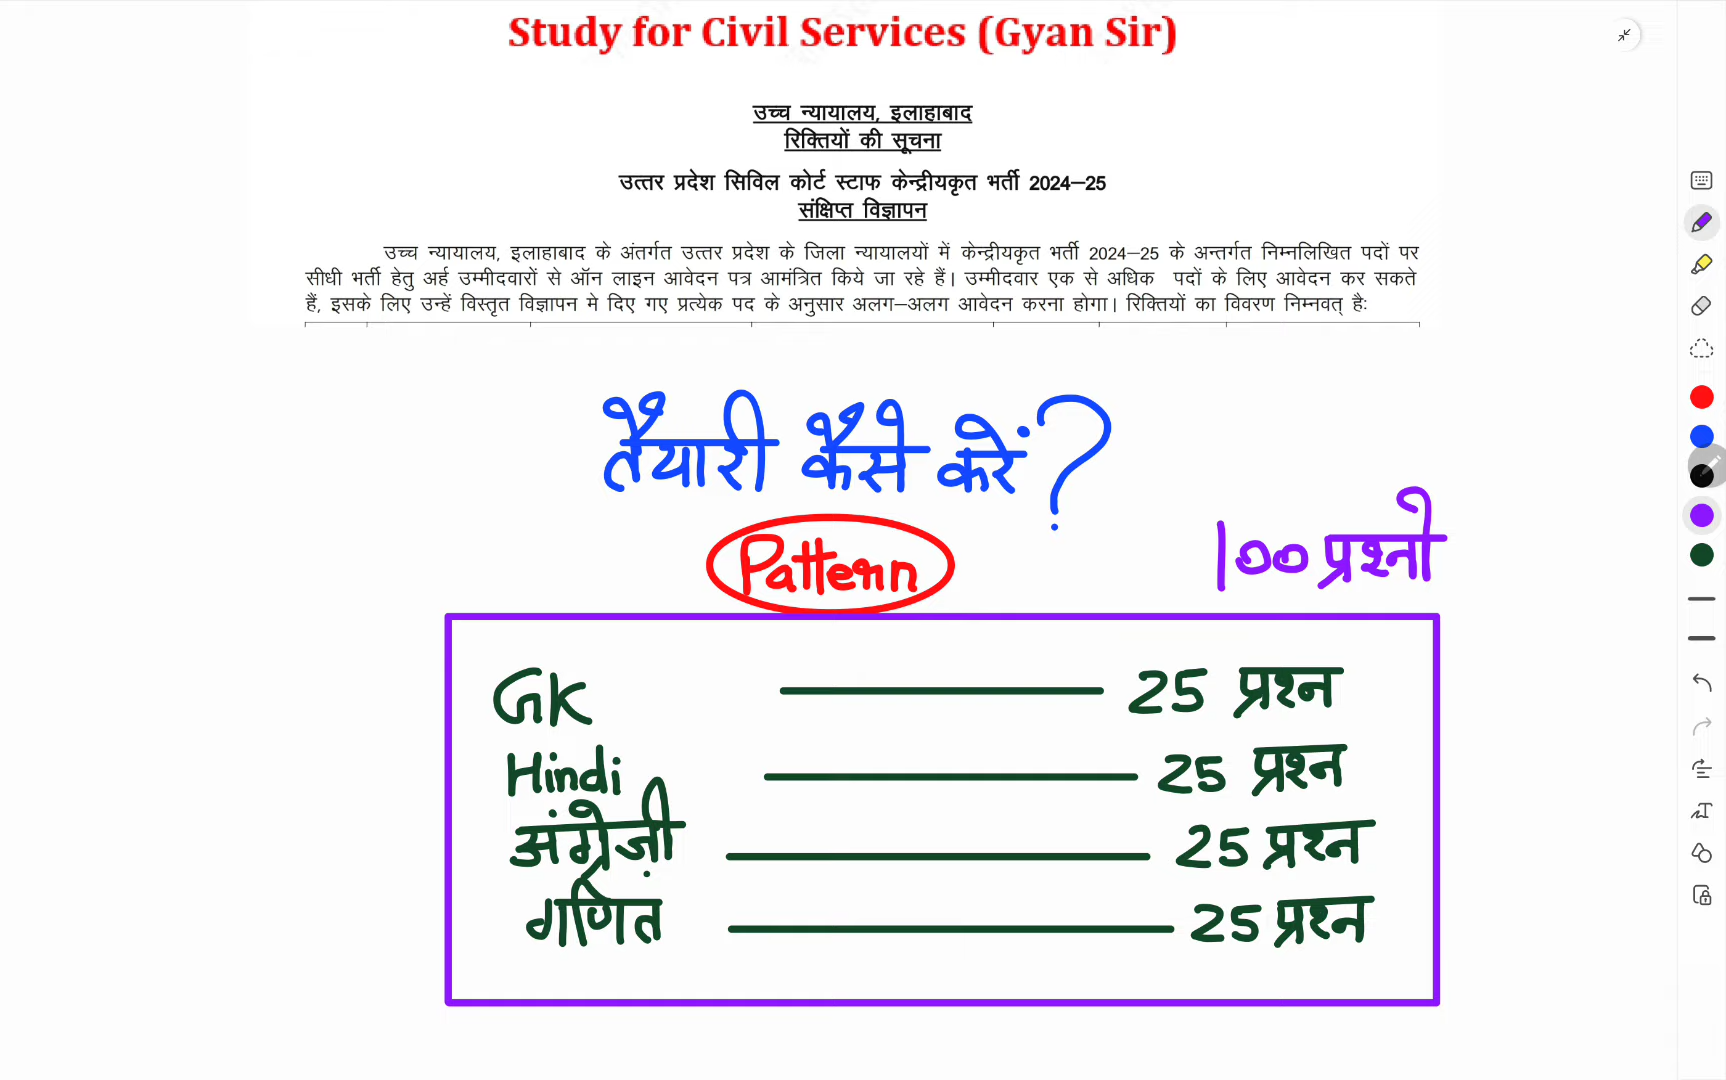 Study for Civil Services (Gyan Sir)
उच्च न्यायालय, इलाहाबाद
रिक्तियों की सूचना
उत्तर प्रदेश सिविल कोर्ट स्टाफ केन्द्रीयकृत भर्ती 2024–25
संक्षिप्त विज्ञापन
उच्च न्यायालय, इलाहाबाद के अंतर्गत उत्तर प्रदेश के जिला न्यायालयों में केन्द्रीयकृत भर्ती 2024–25 के अन्तर्गत निम्नलिखित पदों पर
सीधी भर्ती हेतु अर्ह उम्मीदवारों से ऑन लाइन आवेदन पत्र आमंत्रित किये जा रहे हैं। उम्मीदवार एक से अधिक पदों के लिए आवेदन कर सकते
हैं, इसके लिए उन्हें विस्तृत विज्ञापन मे दिए गए प्रत्येक पद के अनुसार अलग–अलग आवेदन करना होगा। रिक्तियों का विवरण निम्नवत् है:
तैयारी कैसे करें?
Pattern
100 प्रश्नो
GK 25 प्रश्न
Hindi 25 प्रश्न
अंग्रेज़ी 25 प्रश्न
गणित 25 प्रश्न